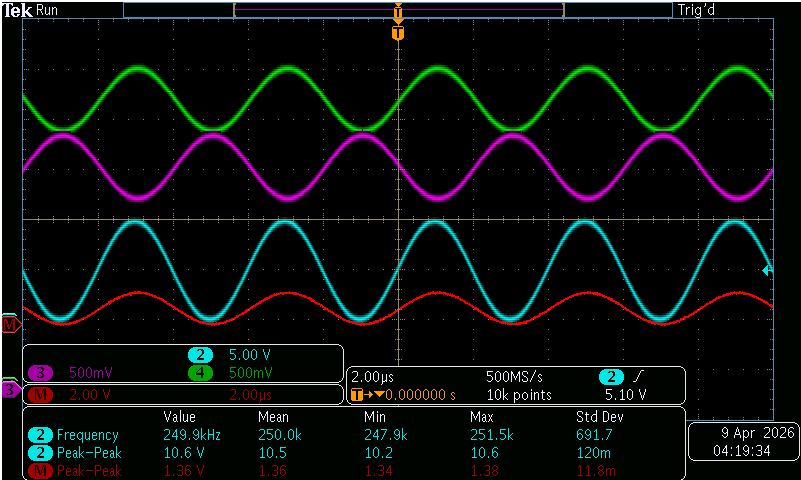 Tek Run Trig'd
T
T
M
3
2 5.00 V
3 500mV 4 500mV
M 2.00 V 2.00µs
2.00µs 500MS/s 2 5.10 V
T→▼0.000000 s 10k points
Value Mean Min Max Std Dev
2 Frequency 249.9kHz 250.0k 247.9k 251.5k 691.7
2 Peak-Peak 10.6 V 10.5 10.2 10.6 120m
M Peak-Peak 1.36 V 1.36 1.34 1.38 11.8m
9 Apr 2026
04:19:34